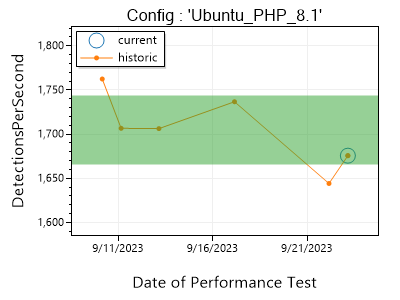 Config : 'Ubuntu_PHP_8.1'
current
historic
DetectionsPerSecond
1,800
1,750
1,700
1,650
1,600
9/11/2023
9/16/2023
9/21/2023
Date of Performance Test